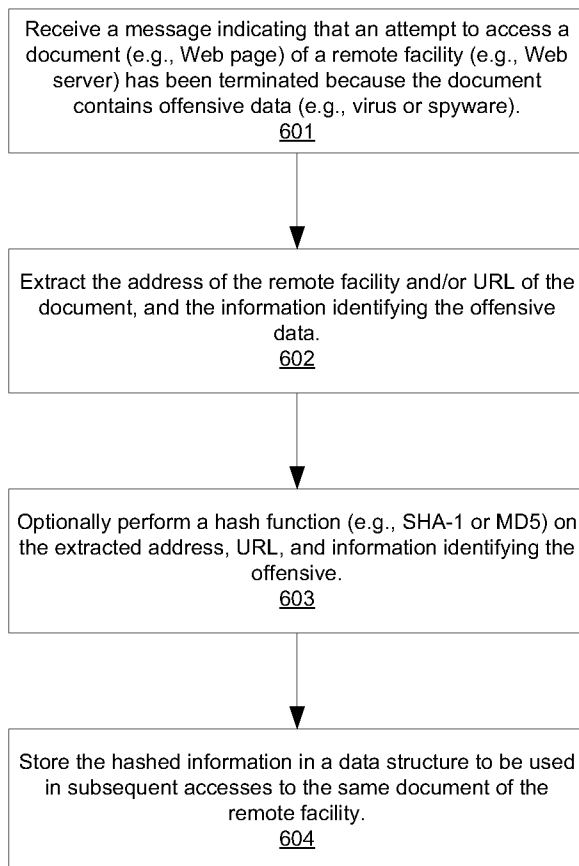 Receive a message indicating that an attempt to access a
document (e.g., Web page) of a remote facility (e.g., Web
server) has been terminated because the document
contains offensive data (e.g., virus or spyware).
601
Extract the address of the remote facility and/or URL of the
document, and the information identifying the offensive
data.
602
Optionally perform a hash function (e.g., SHA-1 or MD5) on
the extracted address, URL, and information identifying the
offensive.
603
Store the hashed information in a data structure to be used
in subsequent accesses to the same document of the
remote facility.
604